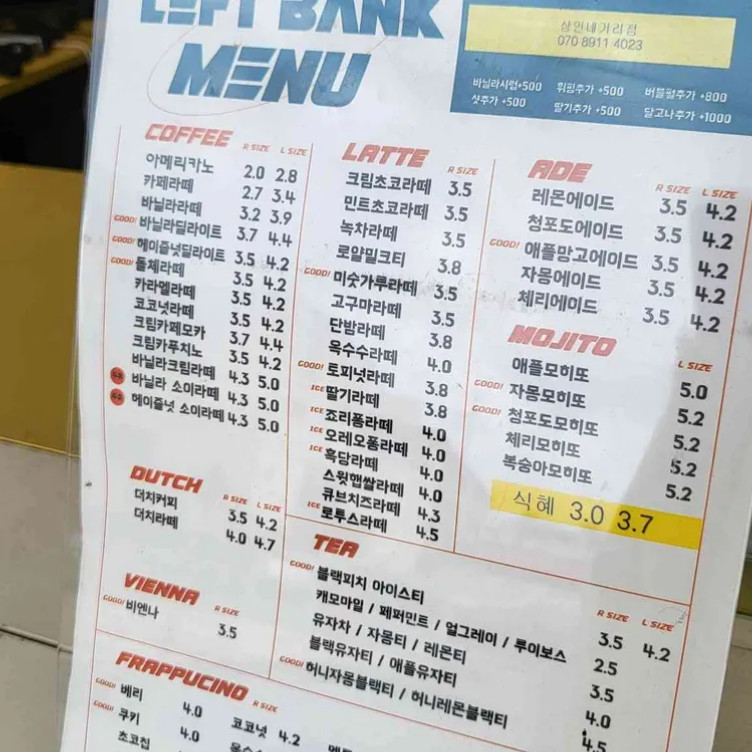 LEFT BANK
MENU
상인네거리점
070 8911 4023
바닐라시럽+500 휘핑추가 +500 버블펄추가 +800
샷추가 +500 딸기추가 +500 달고나추가 +1000
COFFEE R SIZE L SIZE
아메리카노 2.0 2.8
카페라떼 2.7 3.4
바닐라라떼 3.2 3.9
GOOD! 바닐라딜라이트 3.7 4.4
GOOD! 헤이즐넛딜라이트 3.5 4.2
GOOD! 돌체라떼 3.5 4.2
카라멜라떼 3.5 4.2
코코넛라떼 3.5 4.2
크림카페모카 3.7 4.4
크림카푸치노 3.5 4.2
바닐라크림라떼 4.3 5.0
바닐라 소이라떼 4.3 5.0
헤이즐넛 소이라떼 4.3 5.0
DUTCH R SIZE L SIZE
더치커피 3.5 4.2
더치라떼 4.0 4.7
VIENNA R SIZE
GOOD! 비엔나 3.5
LATTE R SIZE
크림초코라떼 3.5
민트초코라떼 3.5
녹차라떼 3.5
로얄밀크티 3.8
GOOD! 미숫가루라떼 3.5
고구마라떼 3.5
단밤라떼 3.8
옥수수라떼 4.0
GOOD! 토피넛라떼 3.8
ICE 딸기라떼 3.8
ICE 죠리퐁라떼 4.0
ICE 오레오퐁라떼 4.0
흑당라떼 4.0
스윗햅쌀라떼 4.0
큐브치즈라떼 4.3
ICE 로투스라떼 4.5
ADE R SIZE L SIZE
레몬에이드 3.5 4.2
청포도에이드 3.5 4.2
GOOD! 애플망고에이드 3.5 4.2
자몽에이드 3.5 4.2
체리에이드 3.5 4.2
MOJITO L SIZE
애플모히또 5.0
GOOD! 자몽모히또 5.2
GOOD! 청포도모히또 5.2
체리모히또 5.2
복숭아모히또 5.2
식혜 3.0 3.7
TEA R SIZE L SIZE
GOOD! 블랙피치 아이스티 3.5 4.2
캐모마일 / 페퍼민트 / 얼그레이 / 루이보스 2.5
유자차 / 자몽티 / 레몬티 3.5
블랙유자티 / 애플유자티 4.0
GOOD! 허니자몽블랙티 / 허니레몬블랙티 4.5
FRAPPUCINO R SIZE
GOOD! 베리 4.0 코코넛 4.2
GOOD! 쿠키 4.0
초코칩